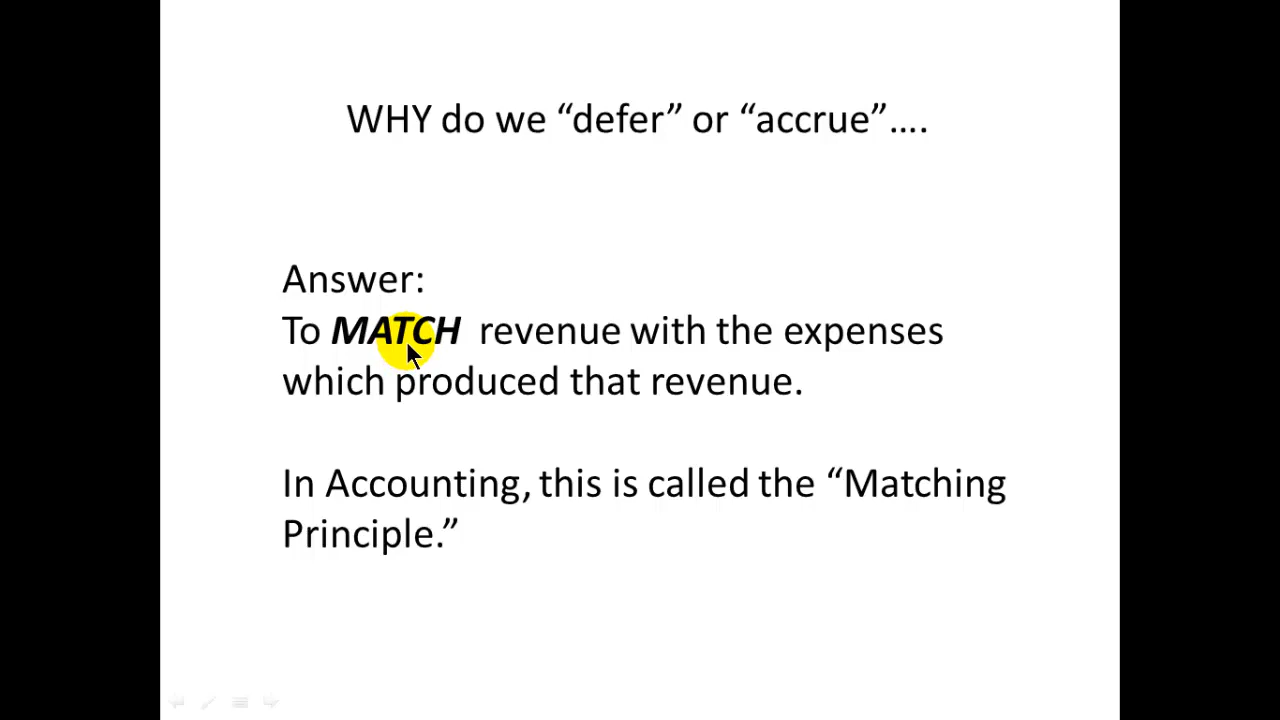 WHY do we “defer” or “accrue”….
Answer:
To MATCH revenue with the expenses
which produced that revenue.
In Accounting, this is called the “Matching
Principle.”